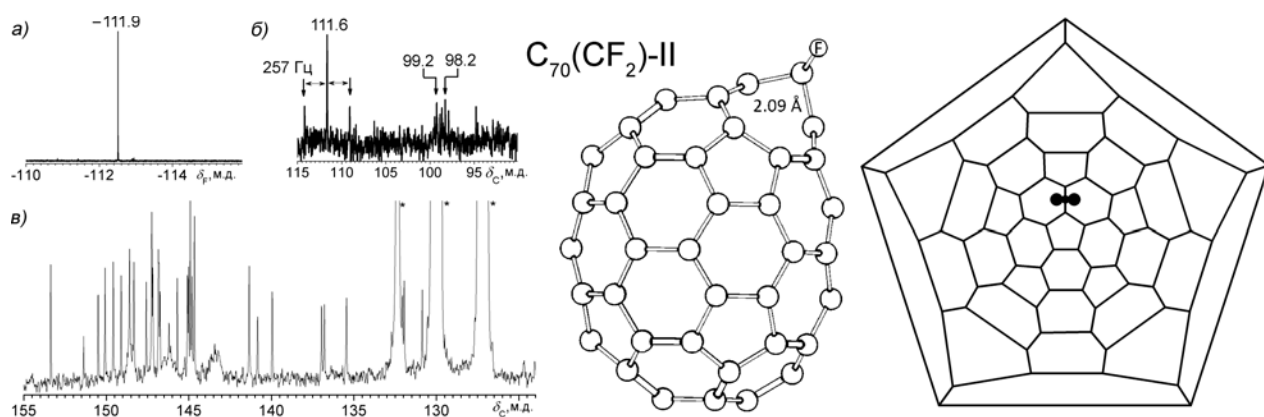 а)
−111.9
-110
-112
-114
δF, м.д.
б)
111.6
257 Гц
99.2
98.2
115
110
105
100
95
δC, м.д.
C70(CF2)-II
F
2.09 Å
в)
*
*
*
155
150
145
140
135
130
δC, м.д.